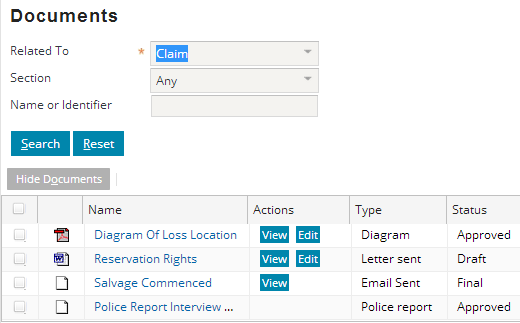 Documents
Related To * Claim
Section Any
Name or Identifier
Search Reset
Hide Documents
Name Actions Type Status
Diagram Of Loss Location View Edit Diagram Approved
Reservation Rights View Edit Letter sent Draft
Salvage Commenced View Email Sent Final
Police Report Interview ... Police report Approved